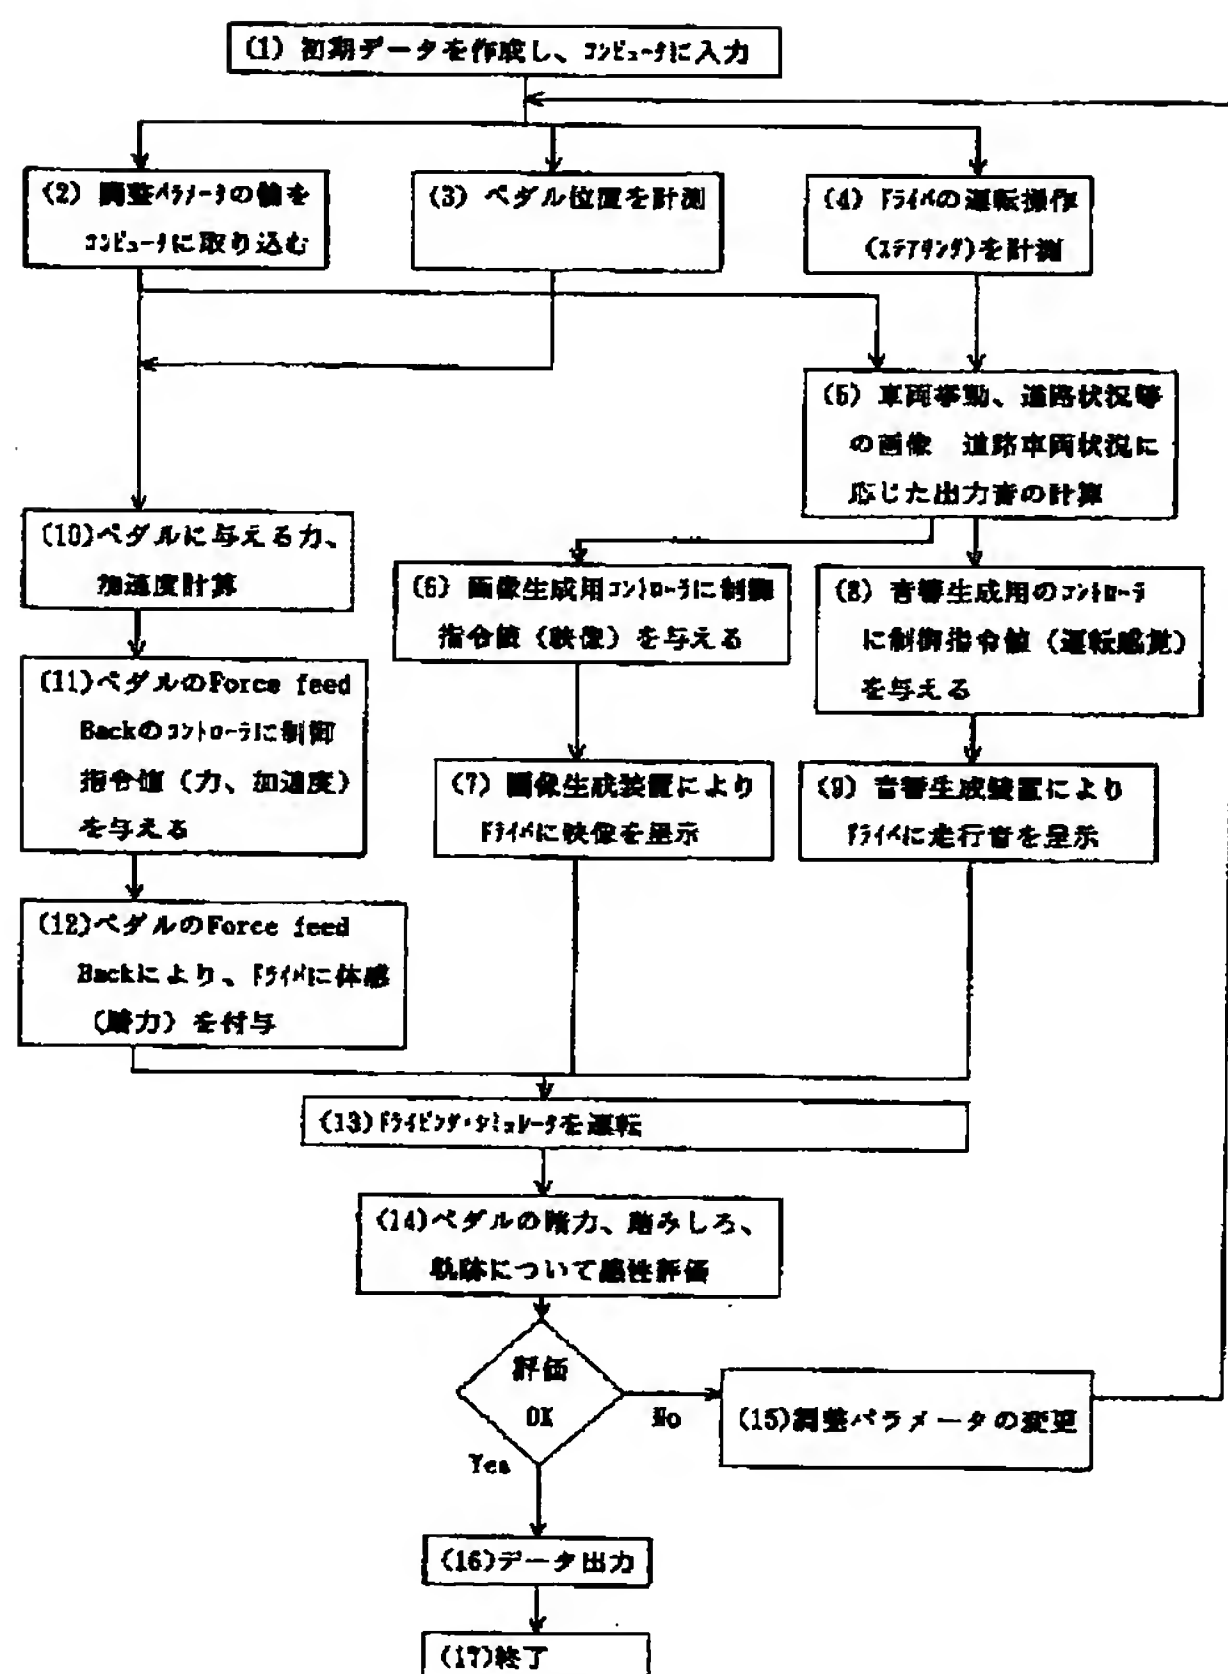 (1) 初期データを作成し、コンピュータに入力
(2) 調整パラメータの値を
コンピュータに取り込む
(3) ペダル位置を計測
(4) ドライバの運転操作
(ステアリング)を計測
(5) 車両挙動、道路状況等
の画像 道路車両状況に
応じた出力音の計算
(10)ペダルに与える力、
加速度計算
(6) 画像生成用コントローラに制御
指令値(映像)を与える
(8) 音響生成用のコントローラ
に制御指令値(運転感覚)
を与える
(11)ペダルのForce feed
Backのコントローラに制御
指令値(力、加速度)
を与える
(7) 画像生成装置により
ドライバに映像を呈示
(9) 音響生成装置により
ドライバに走行音を呈示
(12)ペダルのForce feed
Backにより、ドライバに体感
(踏力)を付与
(13)ドライビング・シミュレータを運転
(14)ペダルの踏力、踏みしろ、
軌跡について感性評価
評価
OK
No
(15)調整パラメータの変更
Yes
(16)データ出力
(17)終了